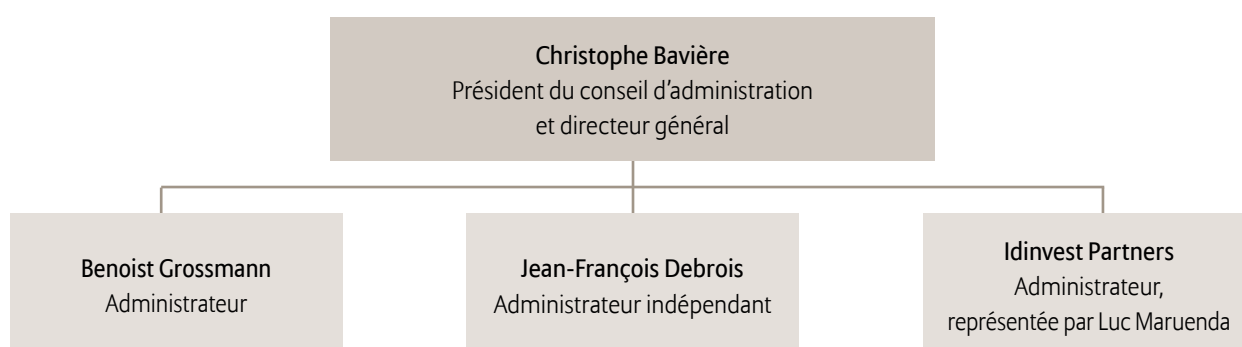 Christophe Bavière
Président du conseil d’administration
et directeur général
Benoist Grossmann
Administrateur
Jean-François Debrois
Administrateur indépendant
Idinvest Partners
Administrateur,
représentée par Luc Maruenda